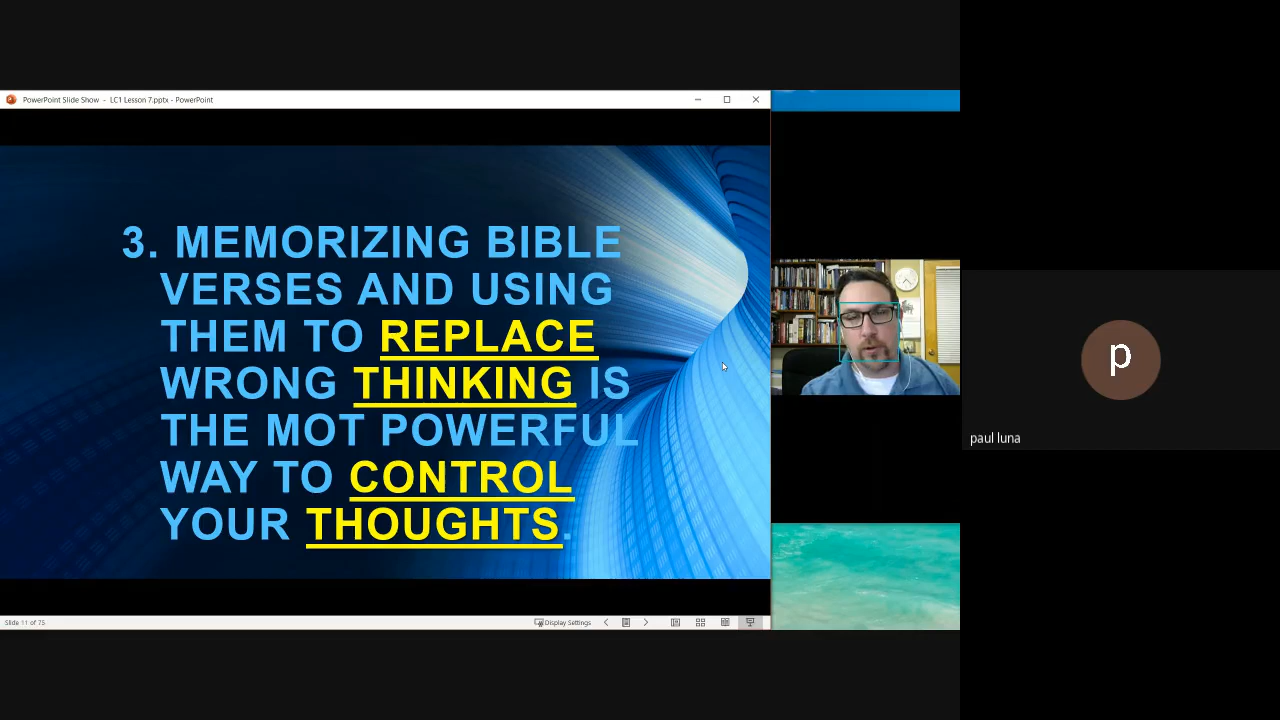 PowerPoint Slide Show - LC1 Lesson 7.pptx - PowerPoint
3. MEMORIZING BIBLE
VERSES AND USING
THEM TO REPLACE
WRONG THINKING IS
THE MOT POWERFUL
WAY TO CONTROL
YOUR THOUGHTS.
p
paul luna
Slide 11 of 75
Display Settings